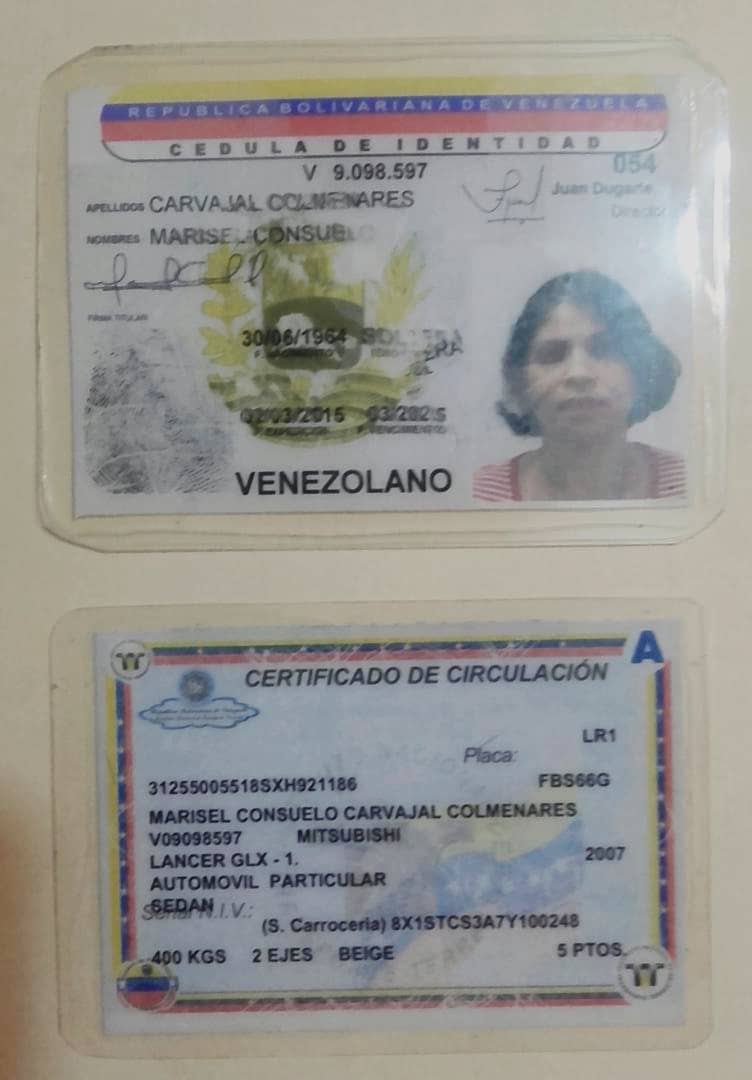 REPUBLICA BOLIVARIANA DE VENEZUELA
CEDULA DE IDENTIDAD
V 9.098.597
054
APELLIDOS CARVAJAL COLMENARES
Juan Dugarte
Director
NOMBRES MARISEL CONSUELO
FIRMA TITULAR
30/06/1964 SOLTERA
F. NACIMIENTO
02/03/2015 03/2025
F. EXPEDICION F. VENCIMIENTO
VENEZOLANO
A
CERTIFICADO DE CIRCULACIÓN
LR1
Placa:
31255005518SXH921186 FBS66G
MARISEL CONSUELO CARVAJAL COLMENARES
V09098597 MITSUBISHI
LANCER GLX - 1. 2007
AUTOMOVIL PARTICULAR
SEDAN
Serial N.I.V.:
(S. Carroceria) 8X1STCS3A7Y100248
400 KGS 2 EJES BEIGE 5 PTOS.